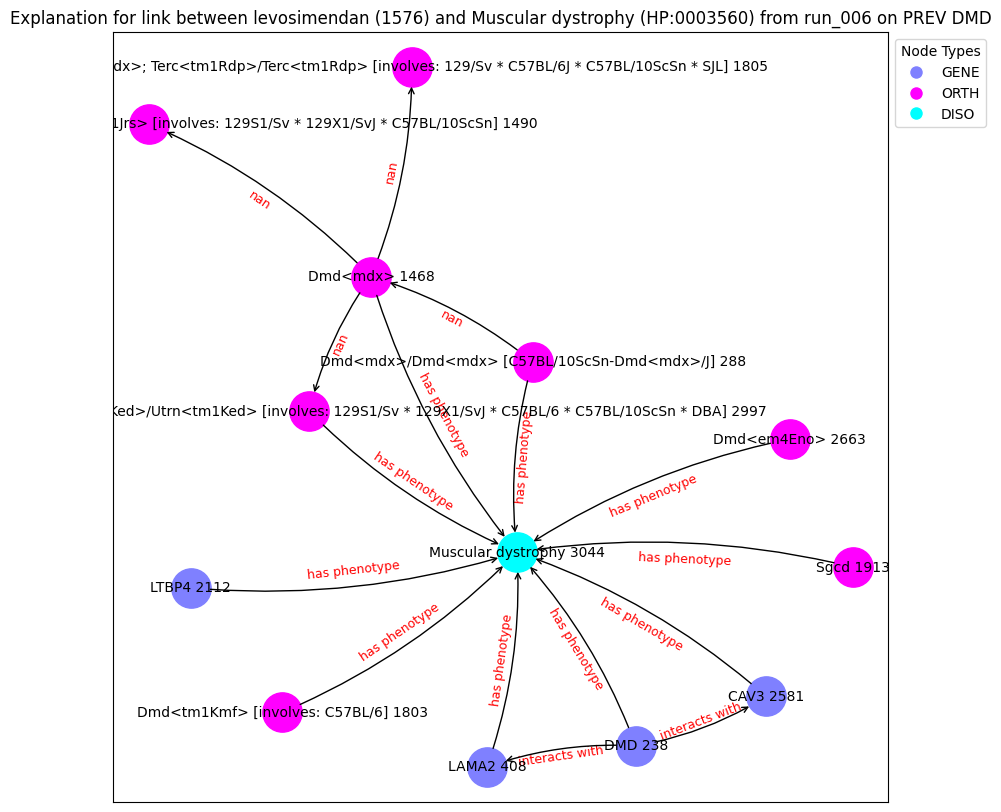 Explanation for link between levosimendan (1576) and Muscular dystrophy (HP:0003560) from run_006 on PREV DMD
Node Types
GENE
ORTH
DISO
dx>; Terc<tm1Rdp>/Terc<tm1Rdp> [involves: 129/Sv * C57BL/6J * C57BL/10ScSn * SJL] 1805
1Jrs> [involves: 129S1/Sv * 129X1/SvJ * C57BL/10ScSn] 1490
nan
nan
Dmd<mdx> 1468
nan
nan
Dmd<mdx>/Dmd<mdx> [C57BL/10ScSn-Dmd<mdx>/J] 288
has phenotype
Ked>/Utrn<tm1Ked> [involves: 129S1/Sv * 129X1/SvJ * C57BL/6 * C57BL/10ScSn * DBA] 2997
has phenotype
Dmd<em4Eno> 2663
has phenotype
has phenotype
Muscular dystrophy 3044
has phenotype
Sgcd 1913
has phenotype
LTBP4 2112
has phenotype
has phenotype
has phenotype
has phenotype
CAV3 2581
Dmd<tm1Kmf> [involves: C57BL/6] 1803
interacts with
DMD 238
interacts with
LAMA2 408